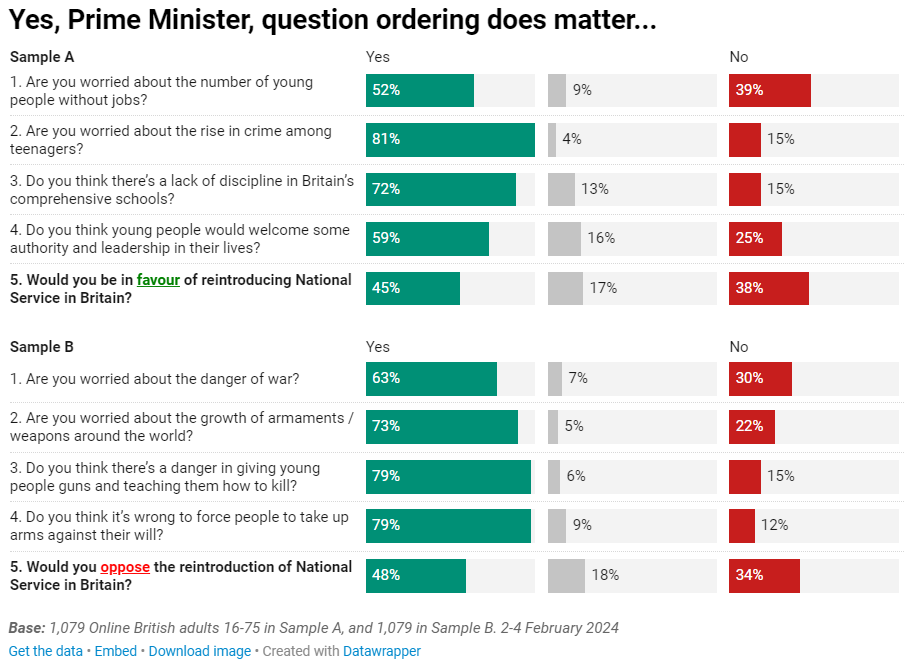 Yes, Prime Minister, question ordering does matter...
Sample A
Yes
No
1. Are you worried about the number of young
people without jobs?
52%
9%
39%
2. Are you worried about the rise in crime among
teenagers?
81%
4%
15%
3. Do you think there's a lack of discipline in Britain's
comprehensive schools?
72%
13%
15%
4. Do you think young people would welcome some
authority and leadership in their lives?
59%
16%
25%
5. Would you be in favour of reintroducing National
Service in Britain?
45%
17%
38%
Sample B
Yes
No
1. Are you worried about the danger of war?
63%
7%
30%
2. Are you worried about the growth of armaments /
weapons around the world?
73%
5%
22%
3. Do you think there's a danger in giving young
people guns and teaching them how to kill?
79%
6%
15%
4. Do you think it's wrong to force people to take up
arms against their will?
79%
9%
12%
5. Would you oppose the reintroduction of National
Service in Britain?
48%
18%
34%
Base: 1,079 Online British adults 16-75 in Sample A, and 1,079 in Sample B. 2-4 February 2024
Get the data • Embed • Download image • Created with Datawrapper